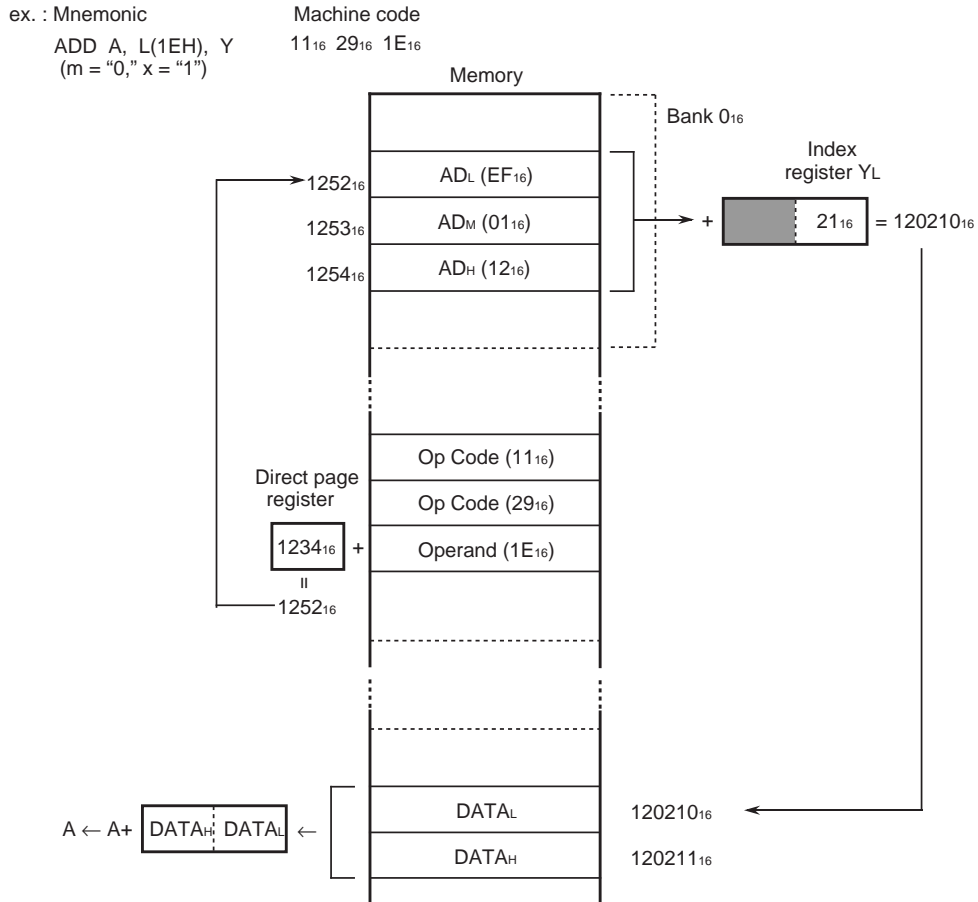 ex. : Mnemonic
Machine code
ADD A, L(1EH), Y
11₁₆ 29₁₆ 1E₁₆
(m = “0,” x = “1”)
Memory
Bank 0₁₆
Index
register YL
1252₁₆
ADL (EF₁₆)
+
21₁₆
= 120210₁₆
1253₁₆
ADM (01₁₆)
1254₁₆
ADH (12₁₆)
Op Code (11₁₆)
Direct page
register
Op Code (29₁₆)
1234₁₆
+
Operand (1E₁₆)
=
1252₁₆
DATAL
120210₁₆
A ← A+
DATAH
DATAL
←
DATAH
120211₁₆